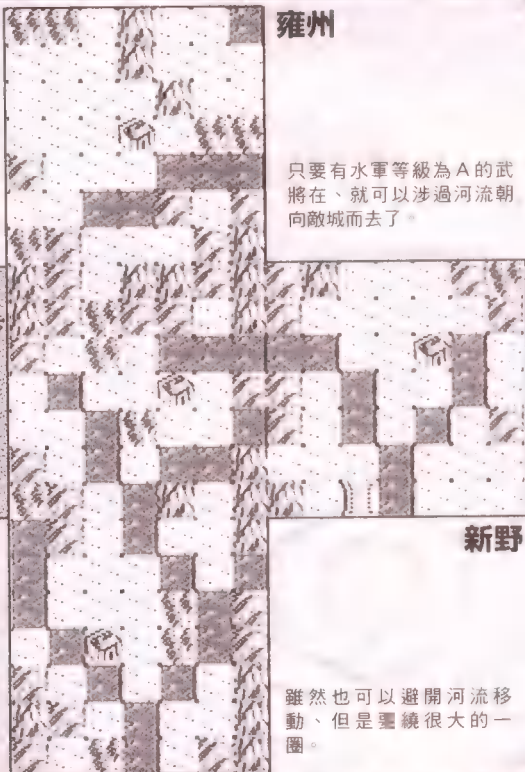 雍州
只要有水軍等級為A的武
將在、就可以涉過河流朝
向敵城而去了。
新野
雖然也可以避開河流移
動、但是要繞很大的一
圈。